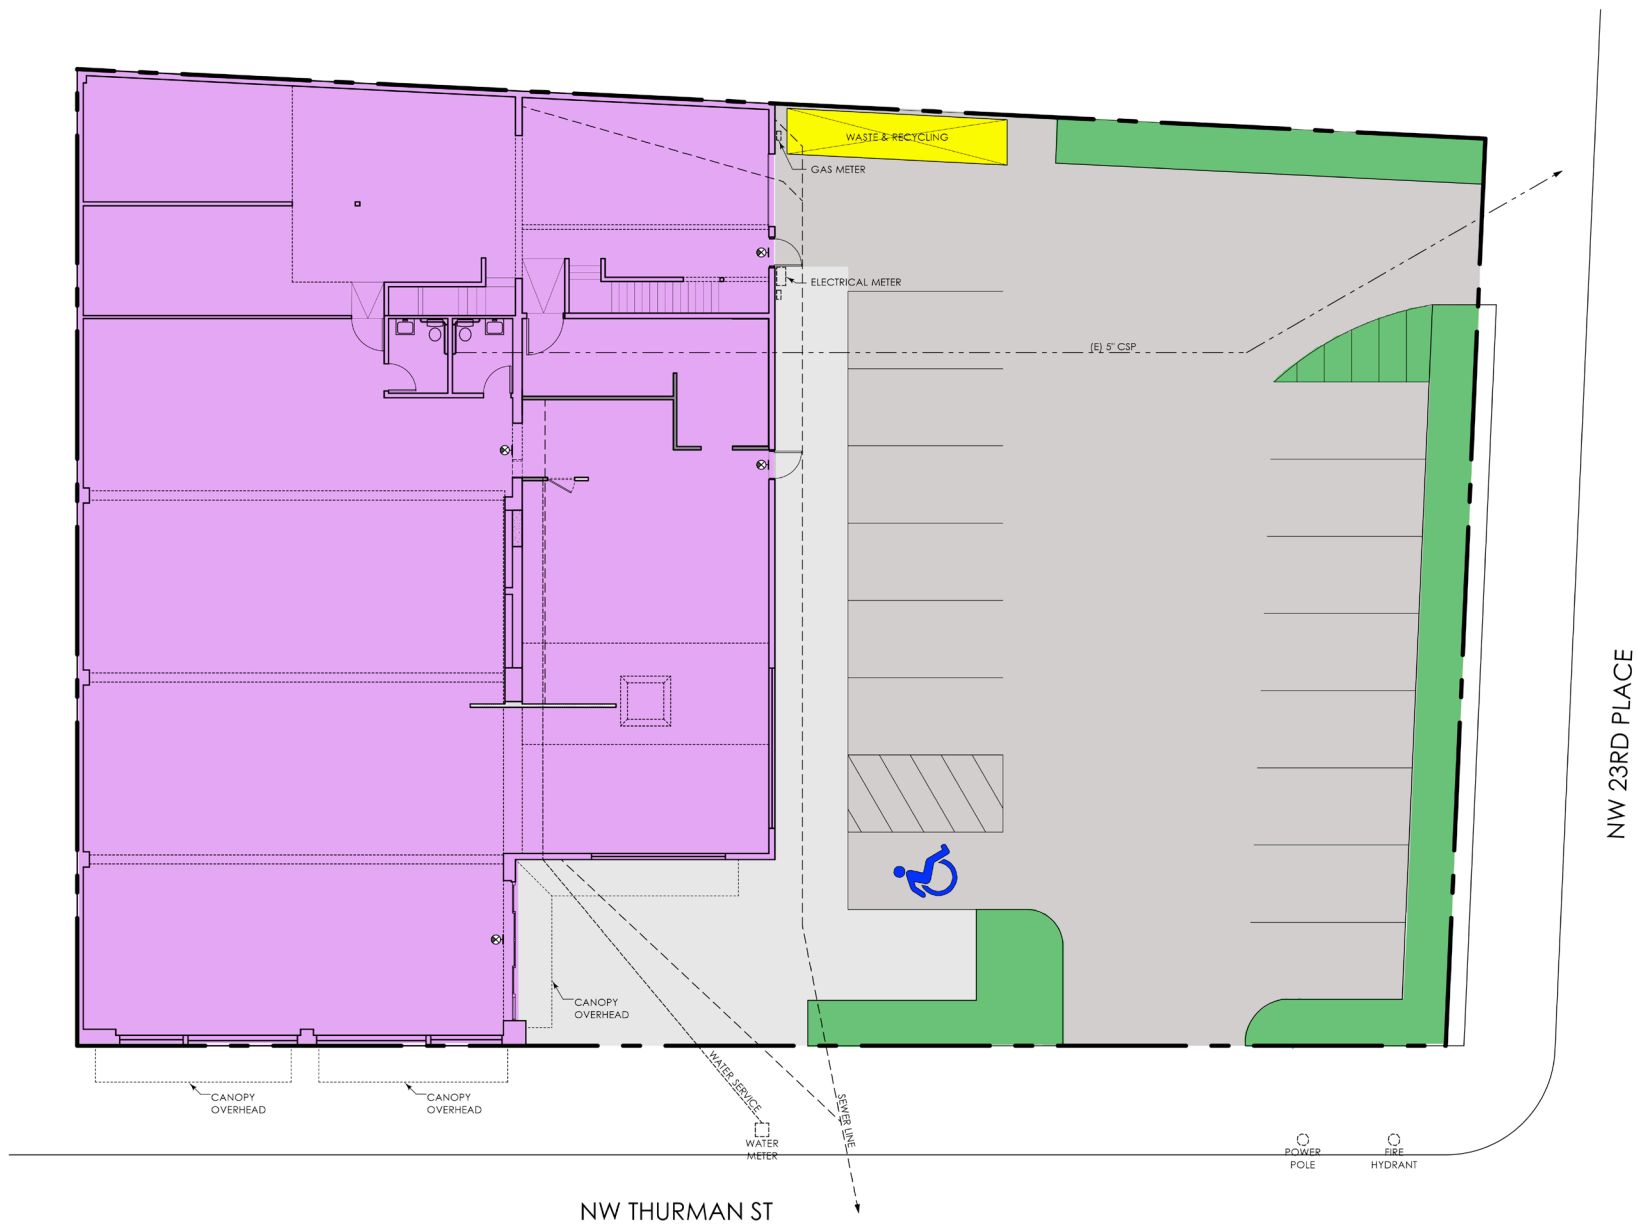 WASTE & RECYCLING
GAS METER
ELECTRICAL METER
(E) 5" CSP
NW 23RD PLACE
CANOPY
OVERHEAD
CANOPY
OVERHEAD
CANOPY
OVERHEAD
WATER SERVICE
SEWER LINE
WATER
METER
POWER
POLE
FIRE
HYDRANT
NW THURMAN ST